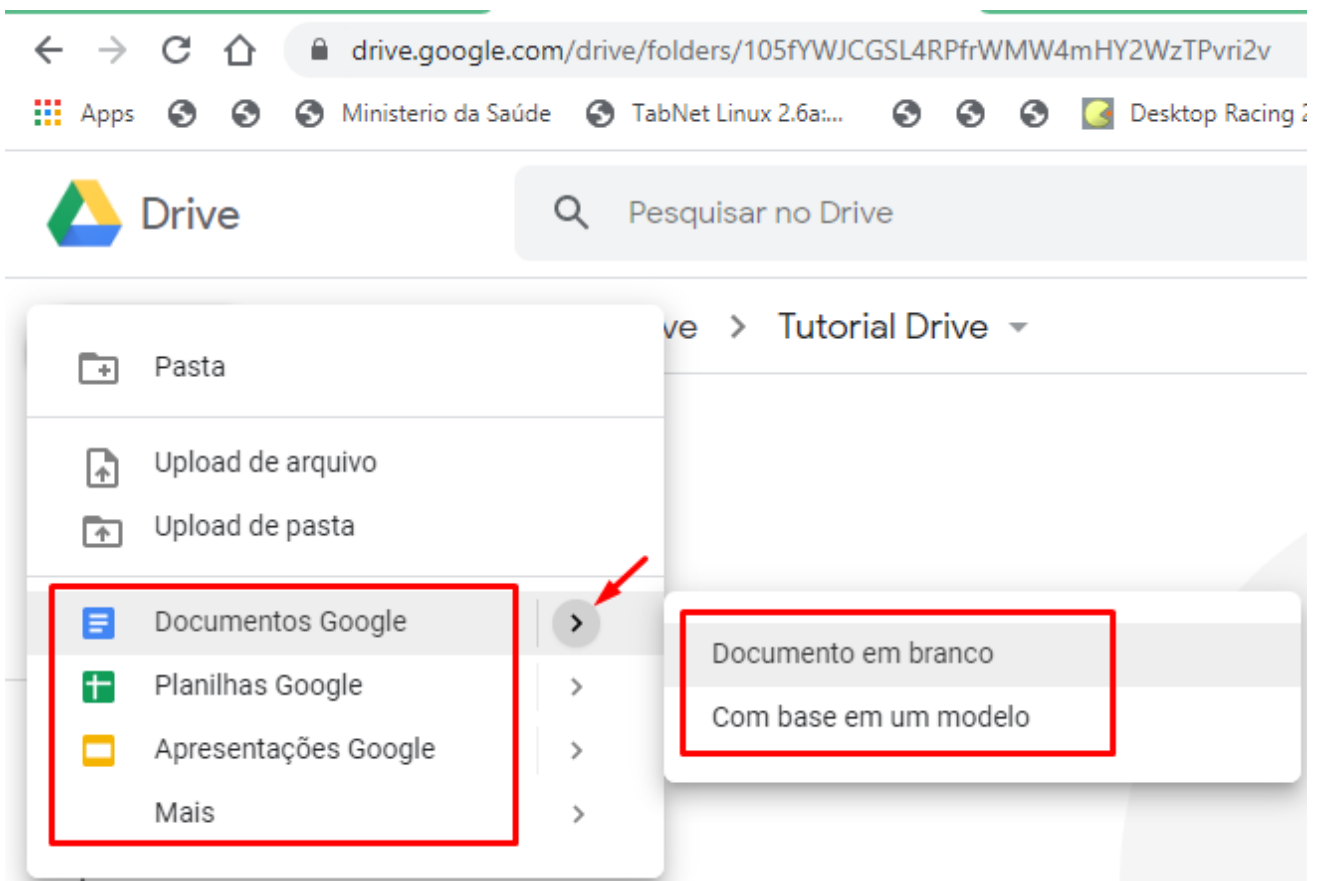 drive.google.com/drive/folders/105fYWJCGSL4RPfrWMW4mHY2WzTPvri2v
Apps Ministerio da Saúde TabNet Linux 2.6a:... Desktop Racing 2
Drive Pesquisar no Drive
ve > Tutorial Drive
Pasta
Upload de arquivo
Upload de pasta
Documentos Google
Planilhas Google
Apresentações Google
Mais
Documento em branco
Com base em um modelo